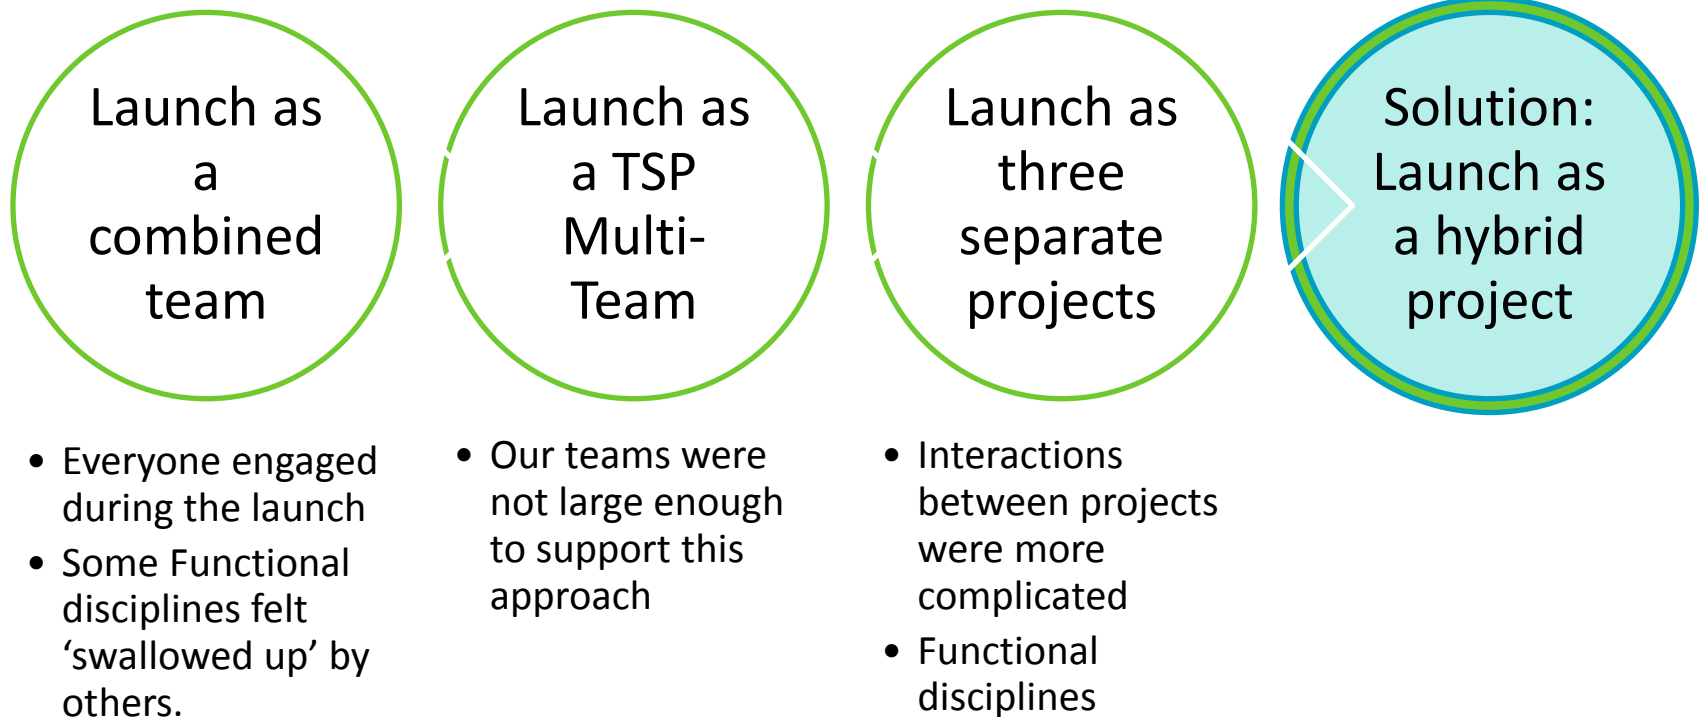 Launch as
a
combined
team
• Everyone engaged
during the launch
• Some Functional
disciplines felt
‘swallowed up’ by
others.
Launch as
a TSP
Multi-
Team
• Our teams were
not large enough
to support this
approach
Launch as
three
separate
projects
• Interactions
between projects
were more
complicated
• Functional
disciplines
Solution:
Launch as
a hybrid
project